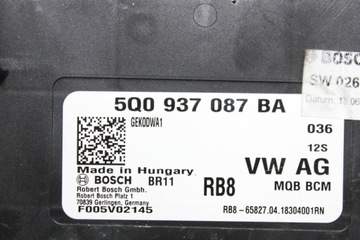 BOSCH
SW 026
Datum:
5Q0 937 087 BA
GEKODWA1
036
12S
Made in Hungary
VW AG
BOSCH BR11 RB8 MQB BCM
Robert Bosch Gmbh.
Robert Bosch Platz 1
70839 Gerlingen, Germany
F005V02145
RB8-65827.04.18304001RN